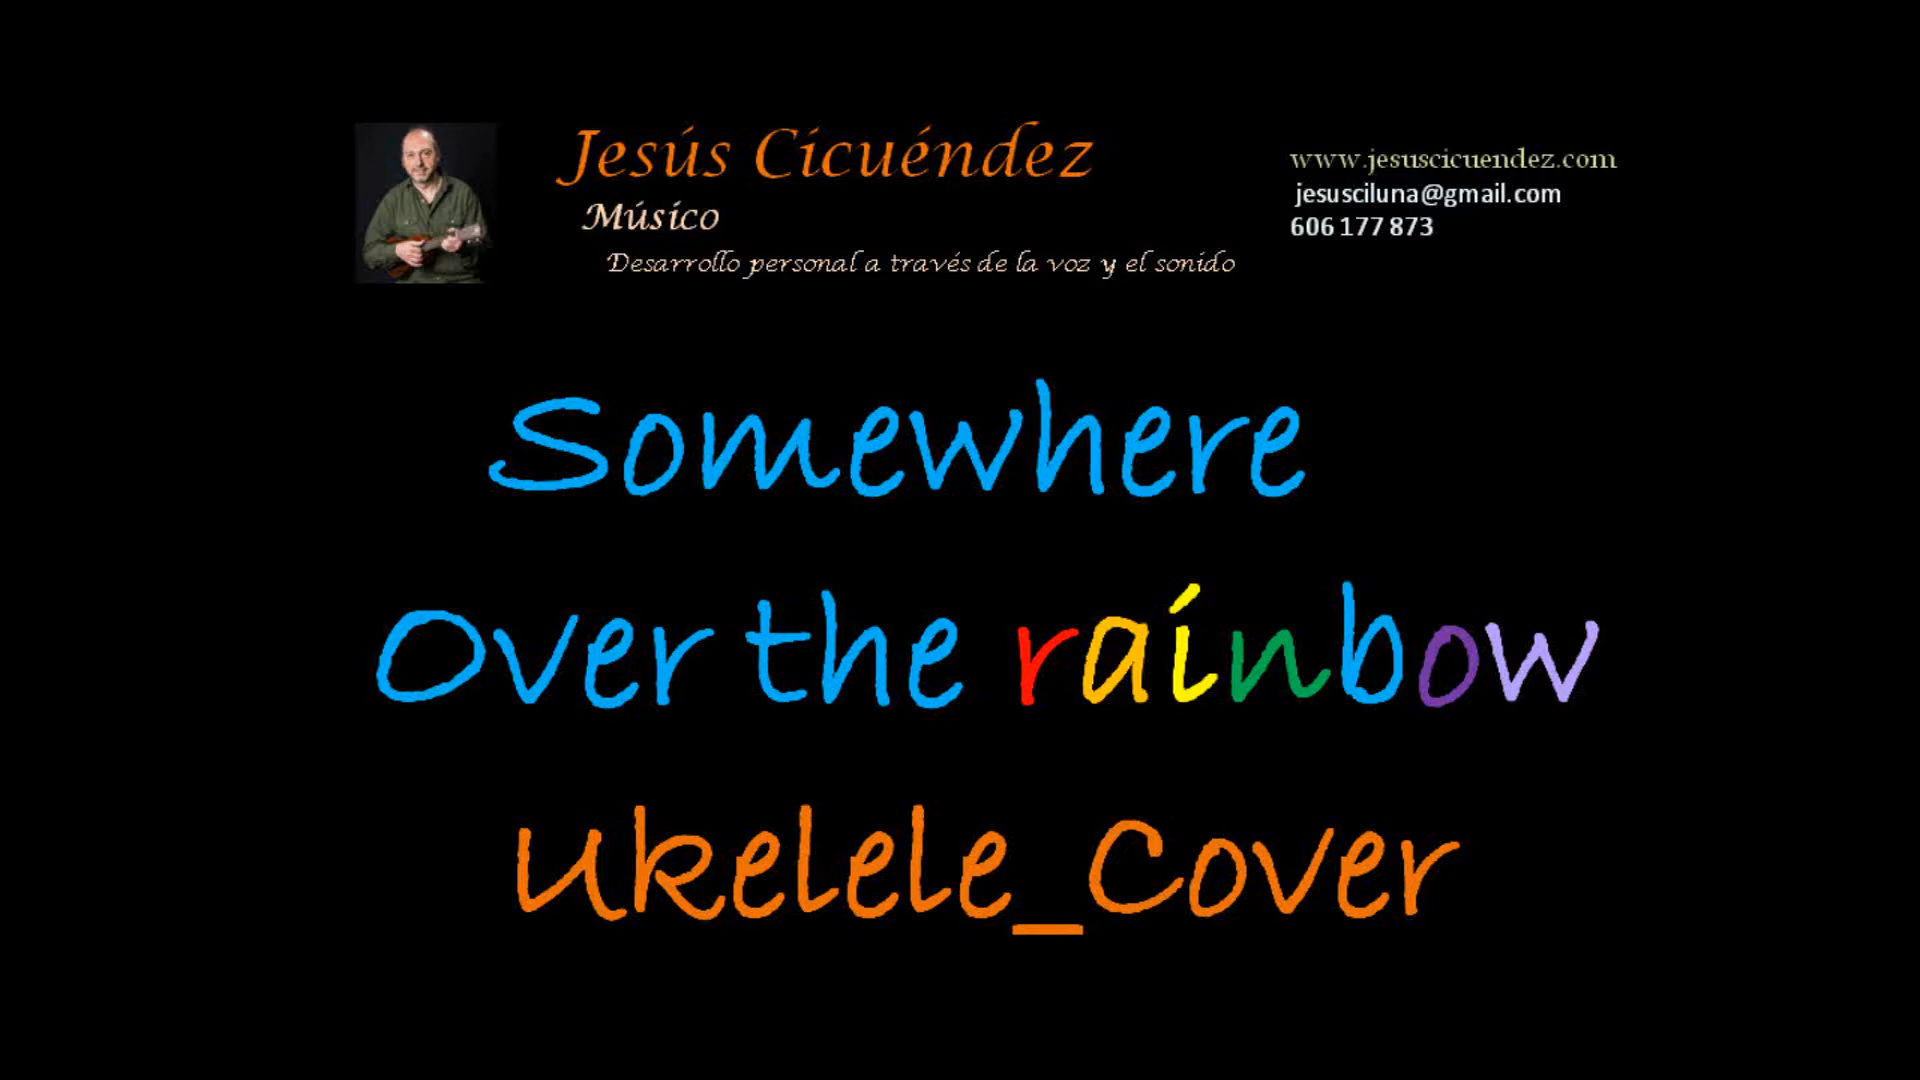 Jesús Cicuéndez
Músico
Desarrollo personal a través de la voz y el sonido
www.jesuscicuendez.com
jesusciluna@gmail.com
606 177 873
Somewhere
Over the rainbow
Ukelele_Cover